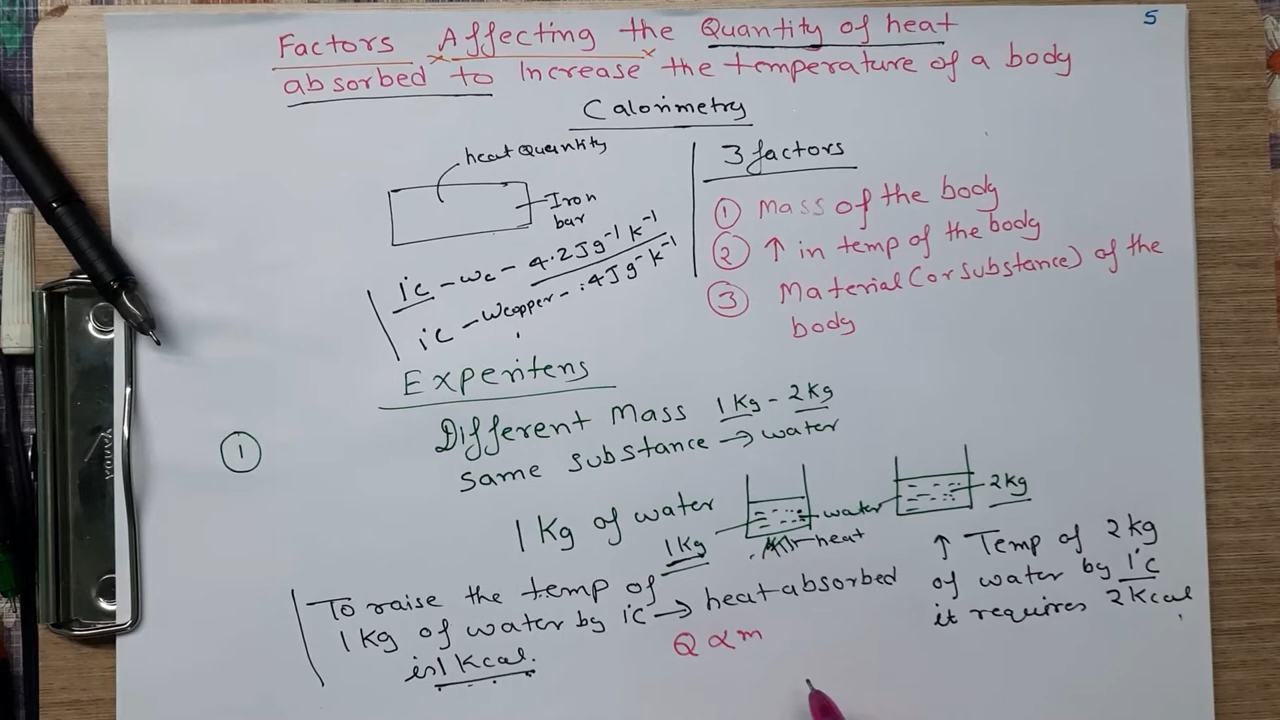 5
Factors Affecting the Quantity of heat
absorbed to Increase the temperature of a body
Calorimetry
heat Quantity
Iron
bar
1°c - wc - 4.2 J g⁻¹ k⁻¹
1°c - wcopper - .4 J g⁻ k⁻¹
3 factors
① Mass of the body
② ↑ in temp of the body
③ Material (or substance) of the
body
Experitens
①
Different Mass 1 Kg - 2 Kg
Same substance → water
1 Kg of water
1 Kg
water
heat
2 Kg
To raise the temp of
1 Kg of water by 1°c → heat absorbed
is 1 Kcal.
Q α m
↑ Temp of 2 kg
of water by 1°c
it requires 2 Kcal